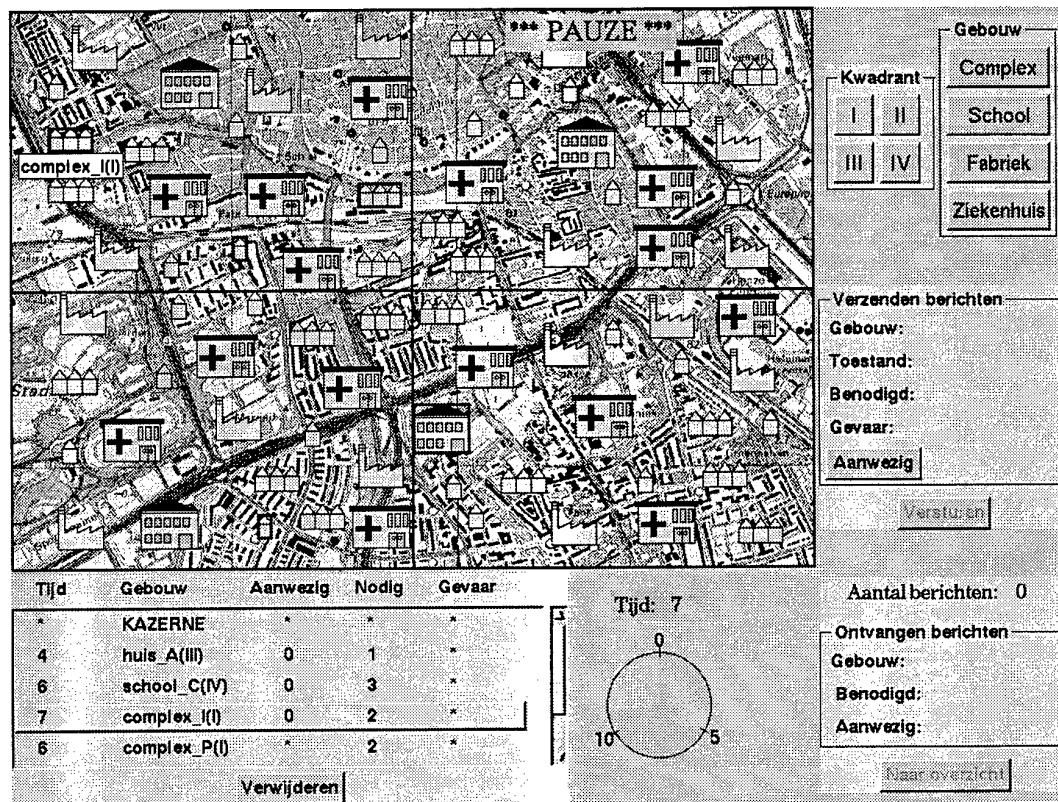 *** PAUZE ***
complex_I(I)
Kwadrant
I II
III IV
Gebouw
Complex
School
Fabriek
Ziekenhuis
Verzenden berichten
Gebouw:
Toestand:
Benodigd:
Gevaar:
Aanwezig
Versturen
Tijd Gebouw Aanwezig Nodig Gevaar
* KAZERNE * * *
4 huis_A(III) 0 1 *
6 school_C(IV) 0 3 *
7 complex_I(I) 0 2 *
6 complex_P(I) * 2 *
Verwijderen
Tijd: 7
0
5
10
Aantal berichten: 0
Ontvangen berichten
Gebouw:
Benodigd:
Aanwezig:
Naar overzicht